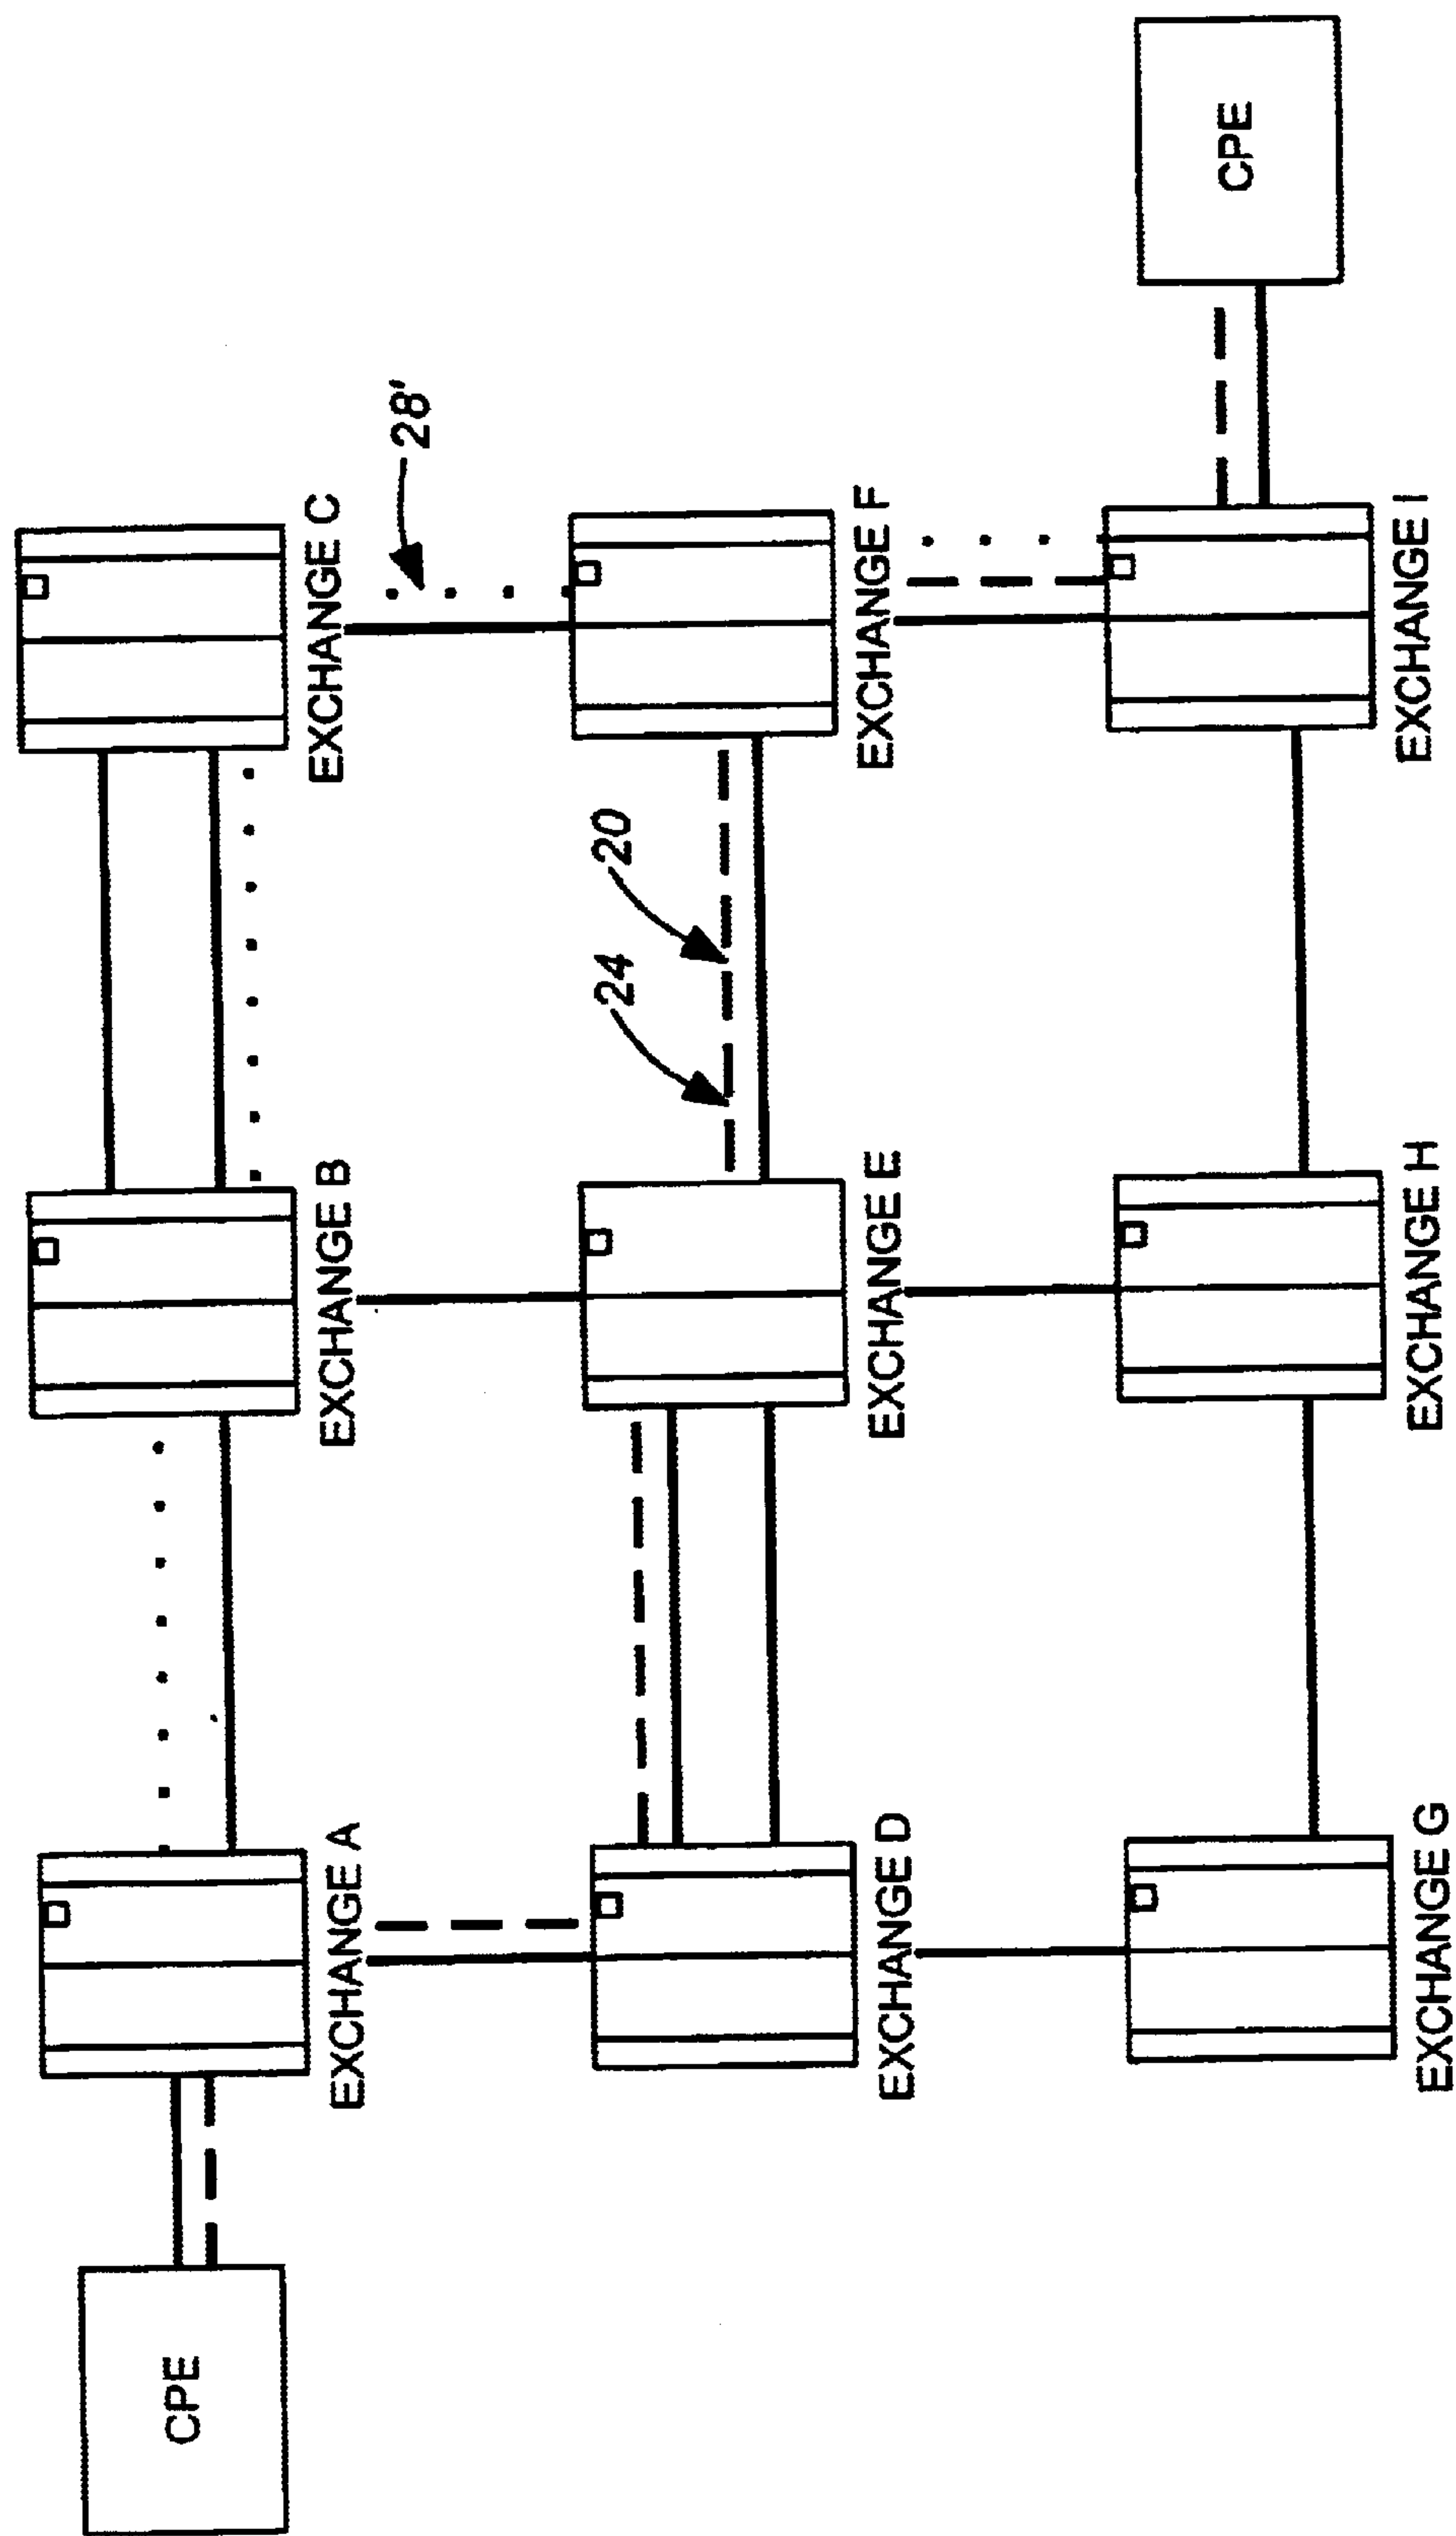 CPE
EXCHANGE A
EXCHANGE B
EXCHANGE C
28'
24
20
EXCHANGE D
EXCHANGE E
EXCHANGE F
EXCHANGE G
EXCHANGE H
EXCHANGE I
CPE